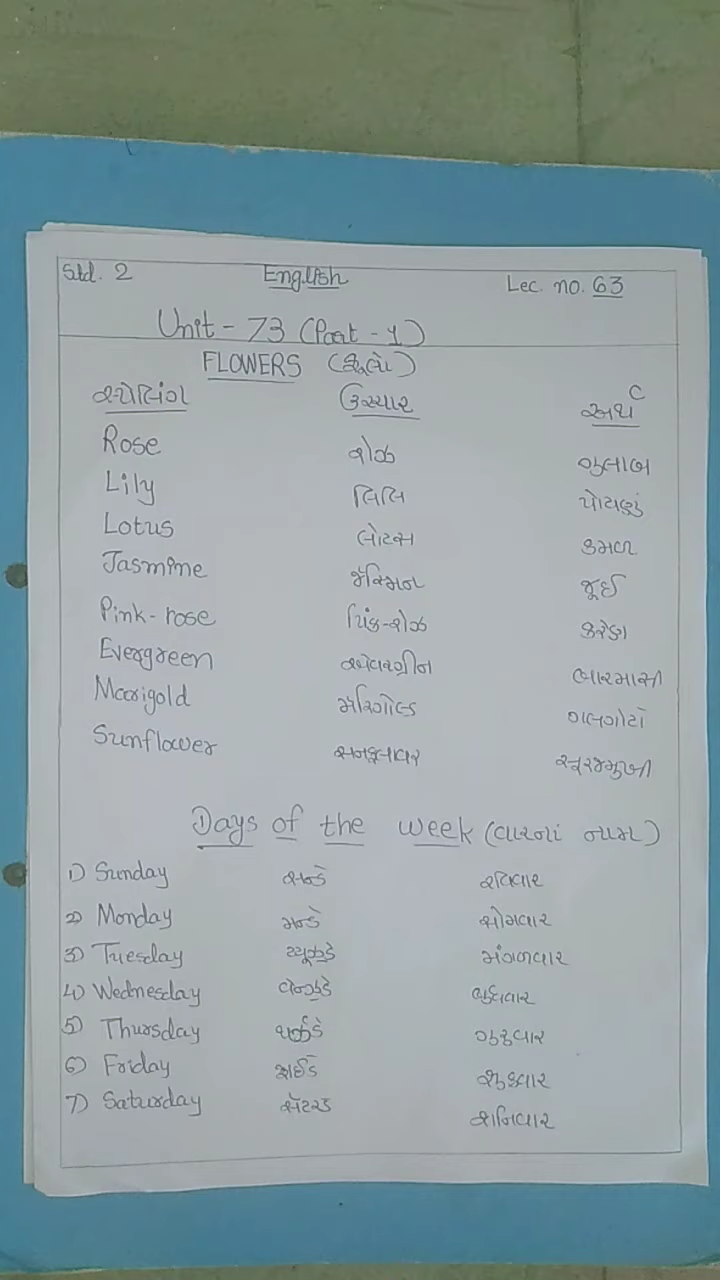 Std. 2 English Lec. no. 63
Unit - 73 (Part - 1)
FLOWERS (ફૂલો)
સ્પેલિંગ ઉચ્ચાર અર્થ
Rose રોઝ ગુલાબ
Lily લિલિ પોયણું
Lotus લોટસ કમળ
Jasmine જૅસ્મિન જૂઈ
Pink-rose પિંક-રોઝ કરેણ
Evergreen એવરગ્રીન બારમાસી
Marigold મૅરિગોલ્ડ ગલગોટો
Sunflower સનફ્લાવર સૂરજમુખી
Days of the week (વારનાં નામ)
1) Sunday સન્ડે રવિવાર
2) Monday મન્ડે સોમવાર
3) Tuesday ટ્યૂઝ્ડે મંગળવાર
4) Wednesday વેન્ઝ્ડે બુધવાર
5) Thursday થર્ઝ્ડે ગુરુવાર
6) Friday ફ્રાઈડે શુક્રવાર
7) Saturday સૅટરડે શનિવાર